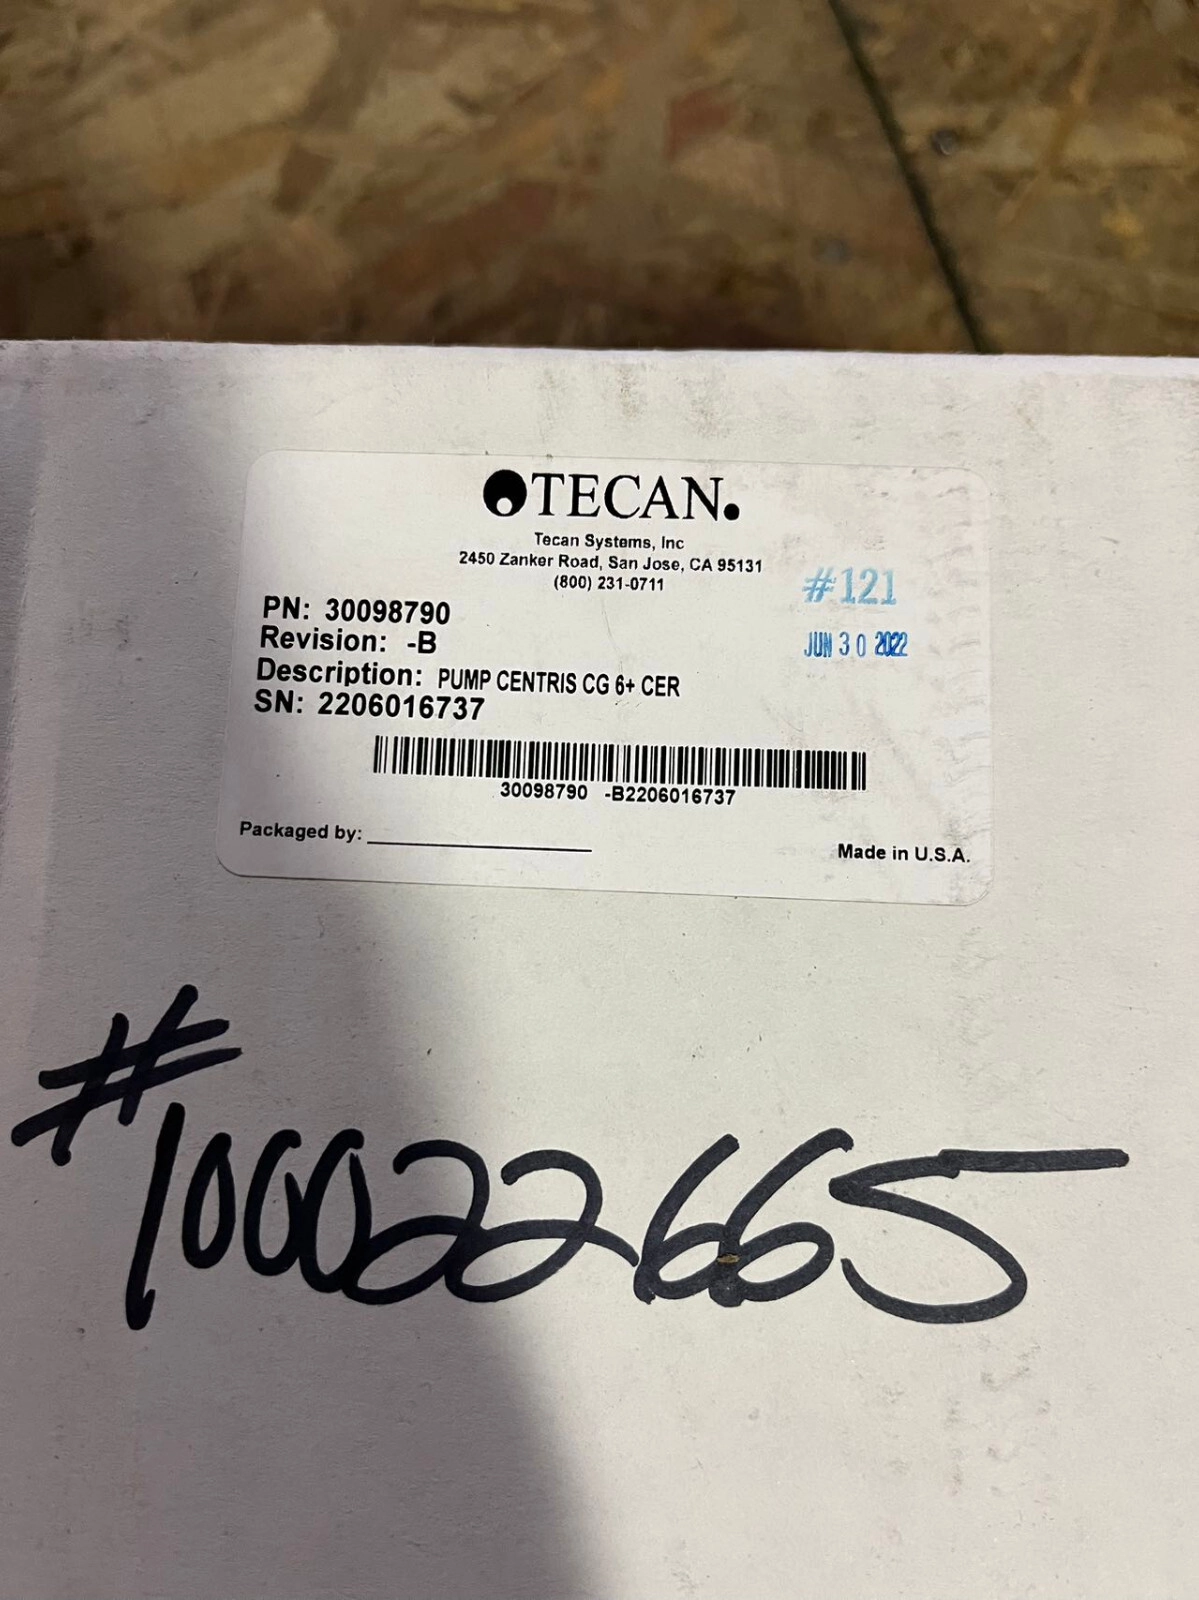 TECAN.
Tecan Systems, Inc
2450 Zanker Road, San Jose, CA 95131
(800) 231-0711
#121
PN: 30098790
Revision: -B
JUN 30 2022
Description: PUMP CENTRIS CG 6+ CER
SN: 2206016737
30098790 -B2206016737
Packaged by:
Made in U.S.A.
#100022665